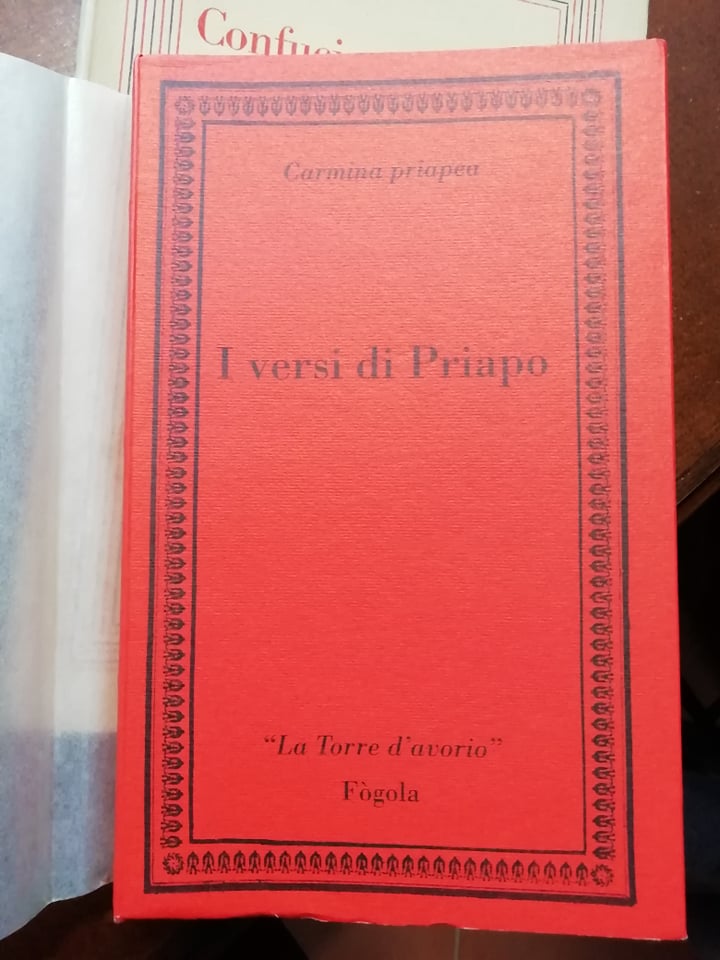 Carmina priapea
I versi di Priapo
“La Torre d’avorio”
Fògola